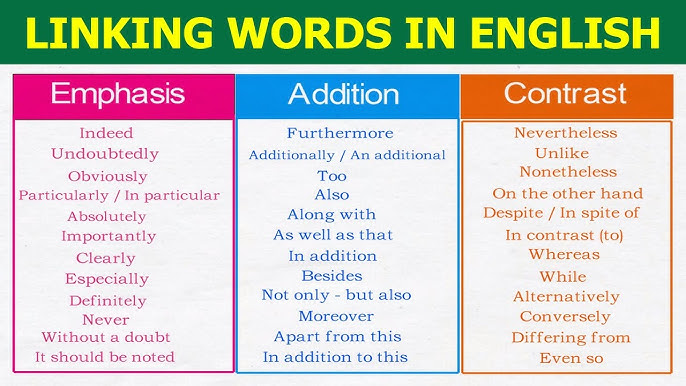 LINKING WORDS IN ENGLISH
Emphasis
Indeed
Undoubtedly
Obviously
Particularly / In particular
Absolutely
Importantly
Clearly
Especially
Definitely
Never
Without a doubt
It should be noted
Addition
Furthermore
Additionally / An additional
Too
Also
Along with
As well as that
In addition
Besides
Not only - but also
Moreover
Apart from this
In addition to this
Contrast
Nevertheless
Unlike
Nonetheless
On the other hand
Despite / In spite of
In contrast (to)
Whereas
While
Alternatively
Conversely
Differing from
Even so